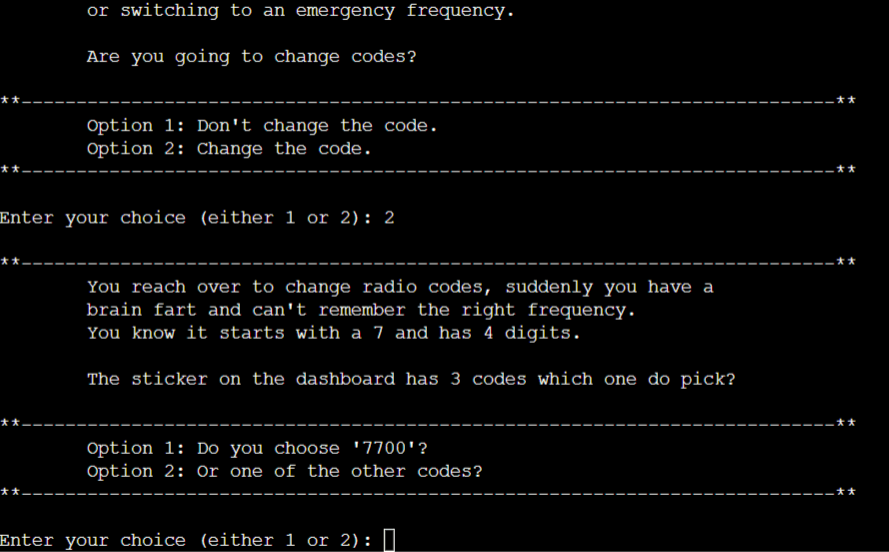 or switching to an emergency frequency.
Are you going to change codes?
**--------------------------------------------------------------------------**
Option 1: Don't change the code.
Option 2: Change the code.
**--------------------------------------------------------------------------**
Enter your choice (either 1 or 2): 2
**--------------------------------------------------------------------------**
You reach over to change radio codes, suddenly you have a
brain fart and can't remember the right frequency.
You know it starts with a 7 and has 4 digits.
The sticker on the dashboard has 3 codes which one do pick?
**--------------------------------------------------------------------------**
Option 1: Do you choose '7700'?
Option 2: Or one of the other codes?
**--------------------------------------------------------------------------**
Enter your choice (either 1 or 2):